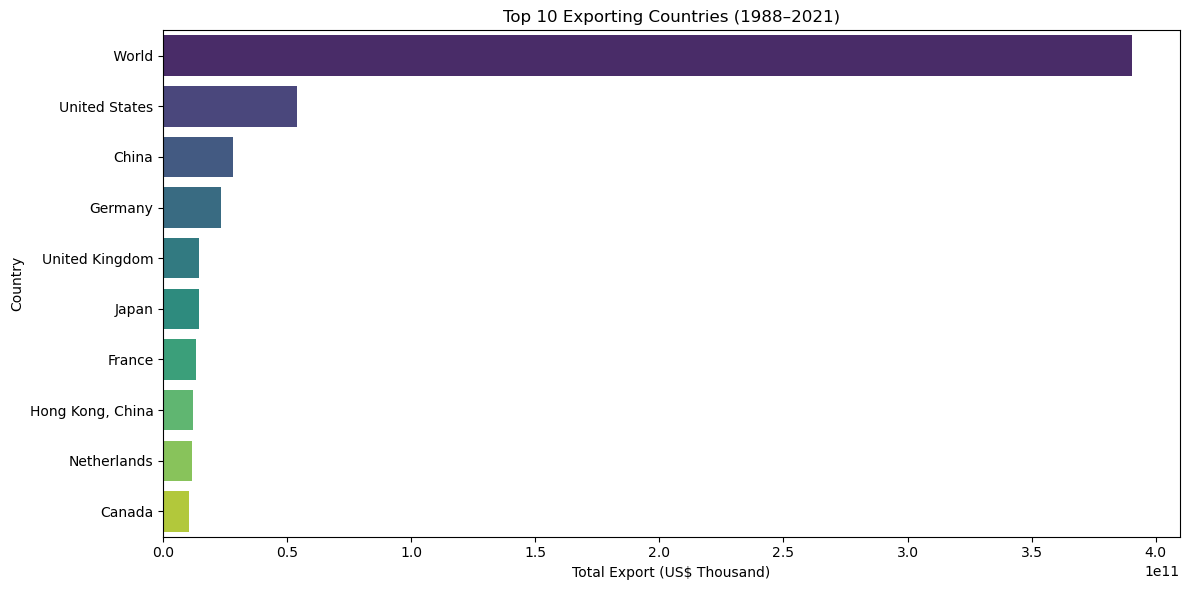 Top 10 Exporting Countries (1988–2021)
World
United States
China
Germany
United Kingdom
Japan
France
Hong Kong, China
Netherlands
Canada
Country
0.0 0.5 1.0 1.5 2.0 2.5 3.0 3.5 4.0
1e11
Total Export (US$ Thousand)